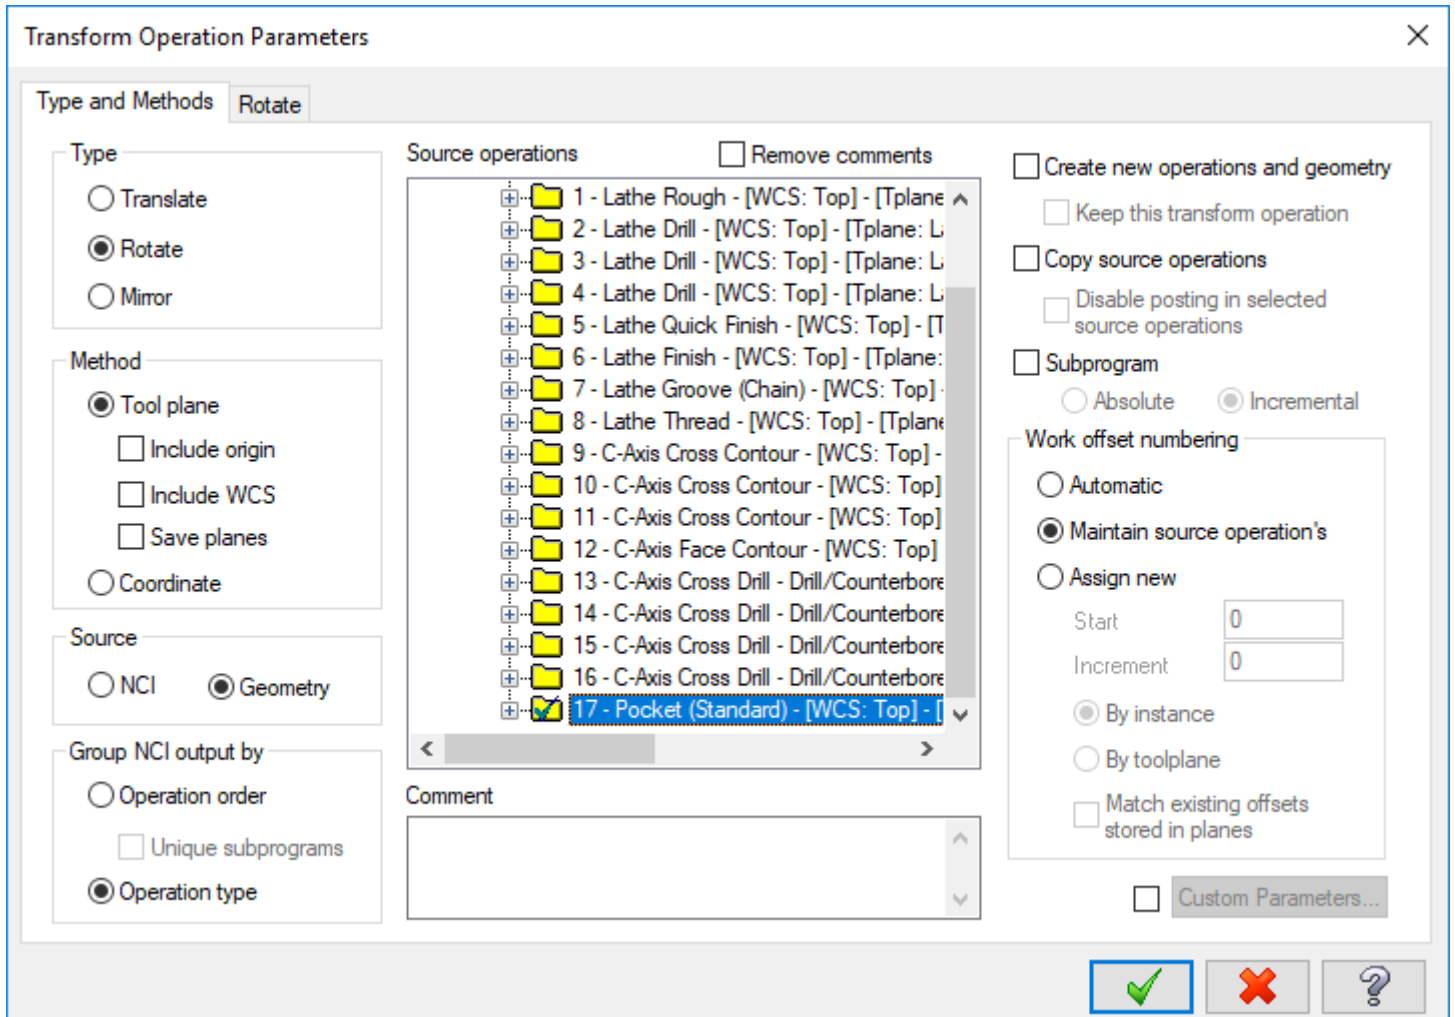 Transform Operation Parameters
Type and Methods
Rotate
Type
Translate
Rotate
Mirror
Method
Tool plane
Include origin
Include WCS
Save planes
Coordinate
Source
NCI
Geometry
Group NCI output by
Operation order
Unique subprograms
Operation type
Source operations
Remove comments
1 - Lathe Rough - [WCS: Top] - [Tplane
2 - Lathe Drill - [WCS: Top] - [Tplane: L
3 - Lathe Drill - [WCS: Top] - [Tplane: L
4 - Lathe Drill - [WCS: Top] - [Tplane: L
5 - Lathe Quick Finish - [WCS: Top] - [T
6 - Lathe Finish - [WCS: Top] - [Tplane:
7 - Lathe Groove (Chain) - [WCS: Top] -
8 - Lathe Thread - [WCS: Top] - [Tplane
9 - C-Axis Cross Contour - [WCS: Top] -
10 - C-Axis Cross Contour - [WCS: Top]
11 - C-Axis Cross Contour - [WCS: Top]
12 - C-Axis Face Contour - [WCS: Top]
13 - C-Axis Cross Drill - Drill/Counterbore
14 - C-Axis Cross Drill - Drill/Counterbore
15 - C-Axis Cross Drill - Drill/Counterbore
16 - C-Axis Cross Drill - Drill/Counterbore
17 - Pocket (Standard) - [WCS: Top] - [
Comment
Create new operations and geometry
Keep this transform operation
Copy source operations
Disable posting in selected
source operations
Subprogram
Absolute
Incremental
Work offset numbering
Automatic
Maintain source operation's
Assign new
Start
0
Increment
0
By instance
By toolplane
Match existing offsets
stored in planes
Custom Parameters...